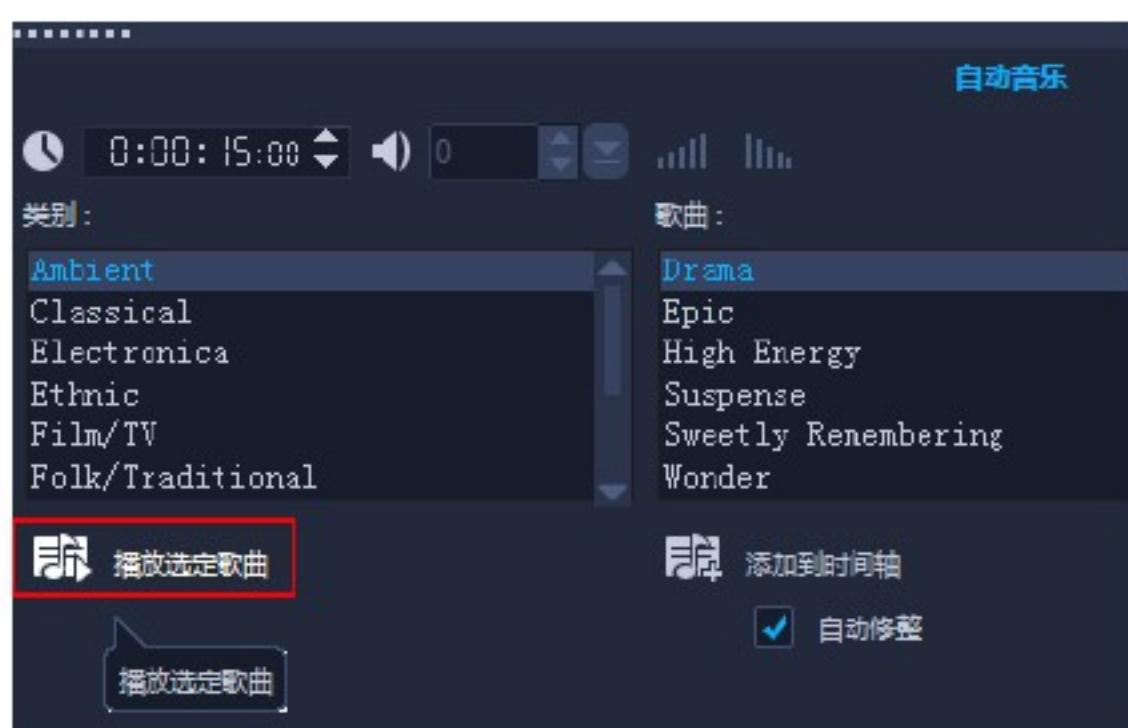 自动音乐
0:00:15:00 0
类别：
Ambient
Classical
Electronica
Ethnic
Film/TV
Folk/Traditional
歌曲：
Drama
Epic
High Energy
Suspense
Sweetly Renembering
Wonder
播放选定歌曲
添加到时间轴
自动修整
播放选定歌曲